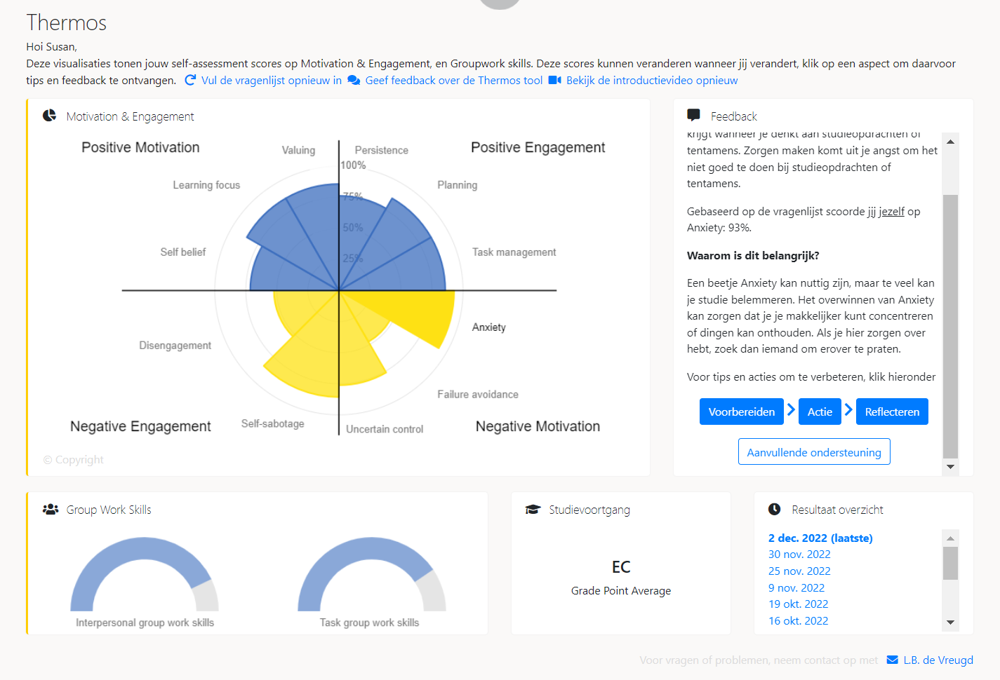 Thermos
Hoi Susan,
Deze visualisaties tonen jouw self-assessment scores op Motivation & Engagement, en Groupwork skills. Deze scores kunnen veranderen wanneer jij verandert, klik op een aspect om daarvoor
tips en feedback te ontvangen. Vul de vragenlijst opnieuw in Geef feedback over de Thermos tool Bekijk de introductievideo opnieuw
Motivation & Engagement
Positive Motivation
Valuing
Persistence
Positive Engagement
100%
Learning focus
Planning
75%
50%
Self belief
25%
Task management
Anxiety
Disengagement
Failure avoidance
Negative Engagement
Self-sabotage
Uncertain control
Negative Motivation
© Copyright
Feedback
krijgt wanneer je denkt aan studieopdrachten of
tentamens. Zorgen maken komt uit je angst om het
niet goed te doen bij studieopdrachten of
tentamens.
Gebaseerd op de vragenlijst scoorde jij jezelf op
Anxiety: 93%.
Waarom is dit belangrijk?
Een beetje Anxiety kan nuttig zijn, maar te veel kan
je studie belemmeren. Het overwinnen van Anxiety
kan zorgen dat je je makkelijker kunt concentreren
of dingen kan onthouden. Als je hier zorgen over
hebt, zoek dan iemand om erover te praten.
Voor tips en acties om te verbeteren, klik hieronder
Voorbereiden
Actie
Reflecteren
Aanvullende ondersteuning
Group Work Skills
Interpersonal group work skills
Task group work skills
Studievoortgang
EC
Grade Point Average
Resultaat overzicht
2 dec. 2022 (laatste)
30 nov. 2022
25 nov. 2022
9 nov. 2022
19 okt. 2022
16 okt. 2022
Voor vragen of problemen, neem contact op met L.B. de Vreugd